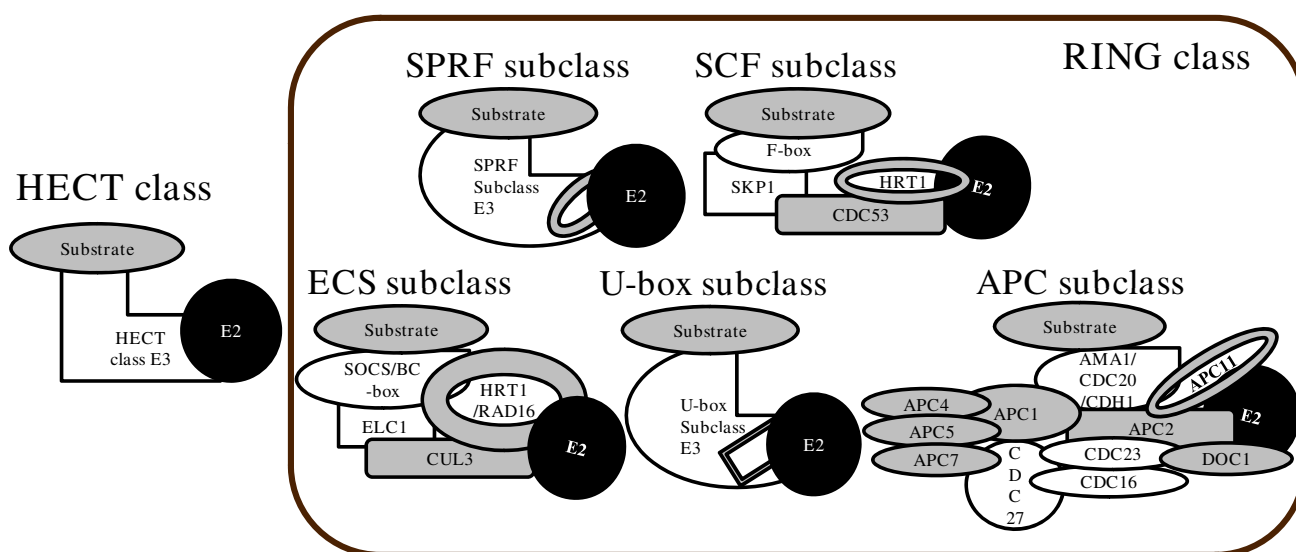 RING class
SPRF subclass
Substrate
SPRF
Subclass
E3
E2
SCF subclass
Substrate
F-box
SKP1
HRT1
CDC53
E2
HECT class
Substrate
HECT
class E3
E2
ECS subclass
Substrate
SOCS/BC
-box
HRT1
/RAD16
ELC1
CUL3
E2
U-box subclass
Substrate
U-box
Subclass
E3
E2
APC subclass
Substrate
AMA1/
CDC20
/CDH1
APC11
E2
APC4
APC1
APC5
APC2
APC7
C
D
C
27
CDC23
DOC1
CDC16